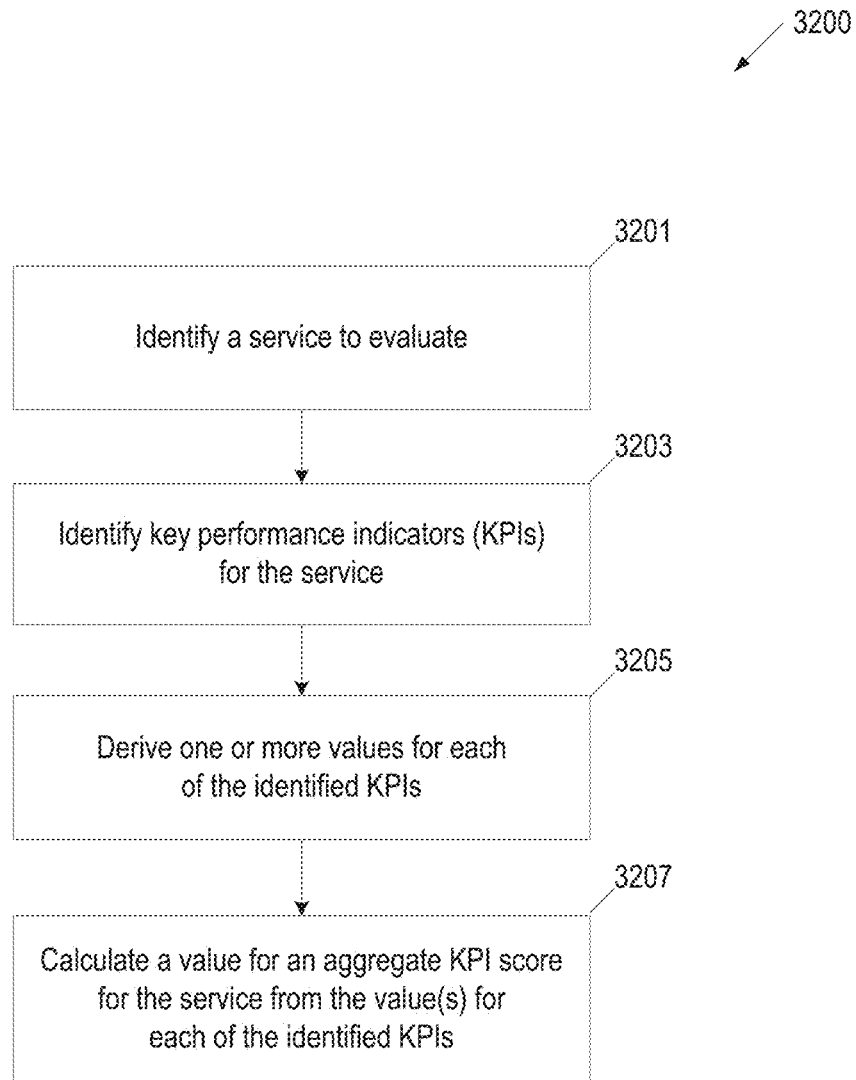 3200
3201
Identify a service to evaluate
3203
Identify key performance indicators (KPIs)
for the service
3205
Derive one or more values for each
of the identified KPIs
3207
Calculate a value for an aggregate KPI score
for the service from the value(s) for
each of the identified KPIs